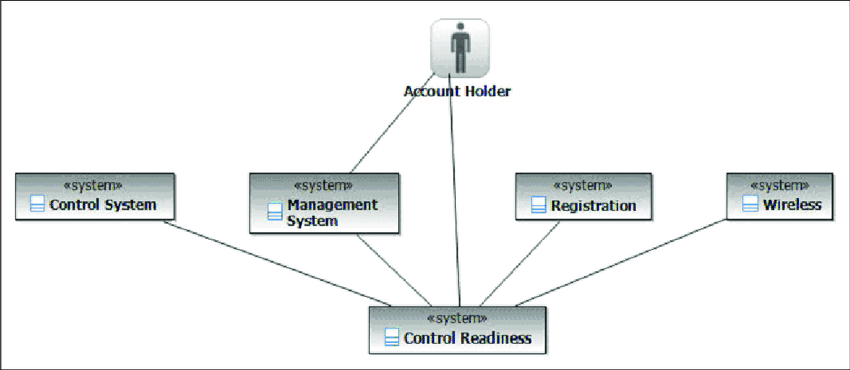 Account Holder
«system»
Control System
«system»
Management
System
«system»
Registration
«system»
Wireless
«system»
Control Readiness